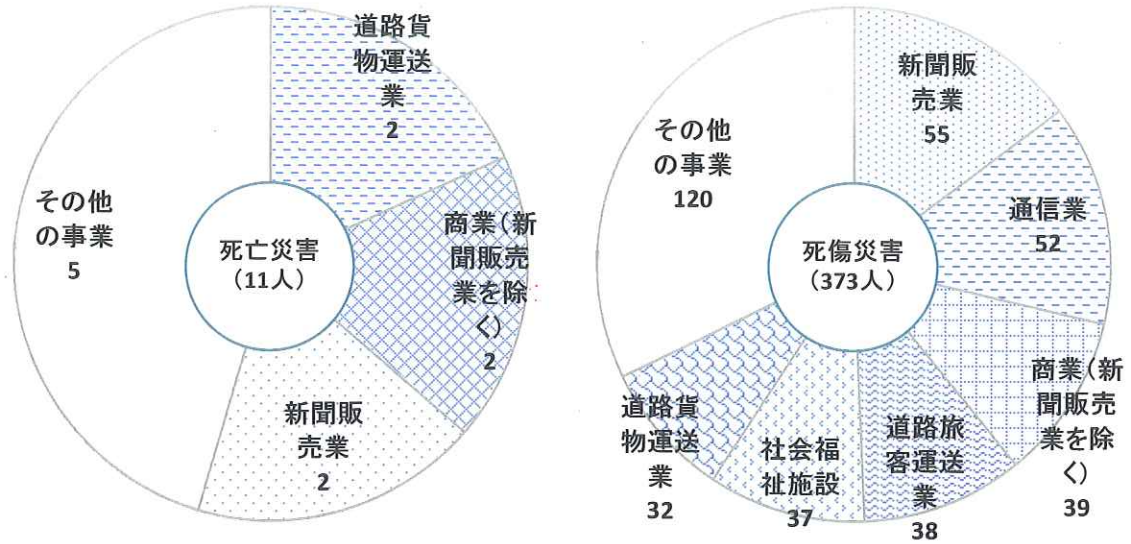 道路貨
物運送
業
2
商業（新
聞販売
業を除
く）
2
新聞販
売業
2
その他
の事業
5
死亡災害
（11人）
新聞販
売業
55
通信業
52
商業（新
聞販売
業を除
く）
39
道路旅
客運送
業
38
社会福
祉施設
37
道路貨
物運送
業
32
その他
の事業
120
死傷災害
（373人）